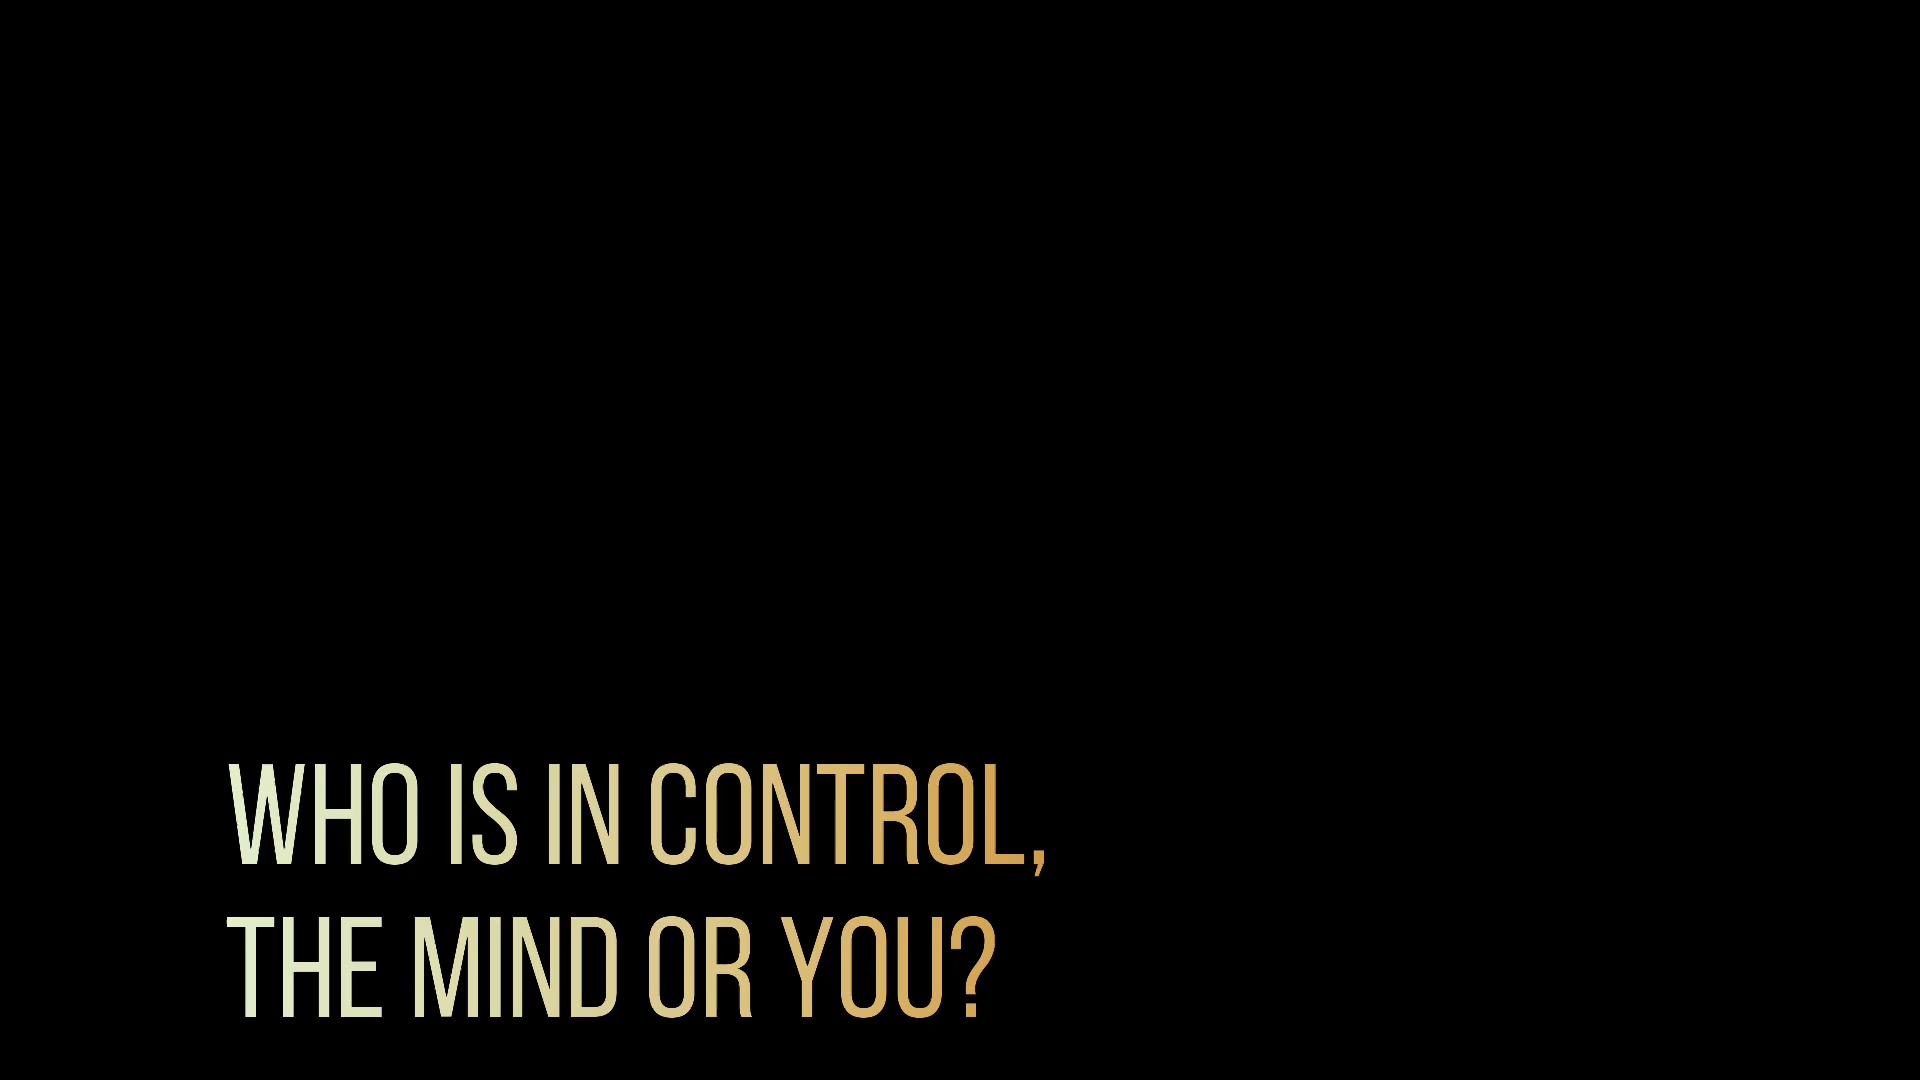 WHO IS IN CONTROL,
THE MIND OR YOU?